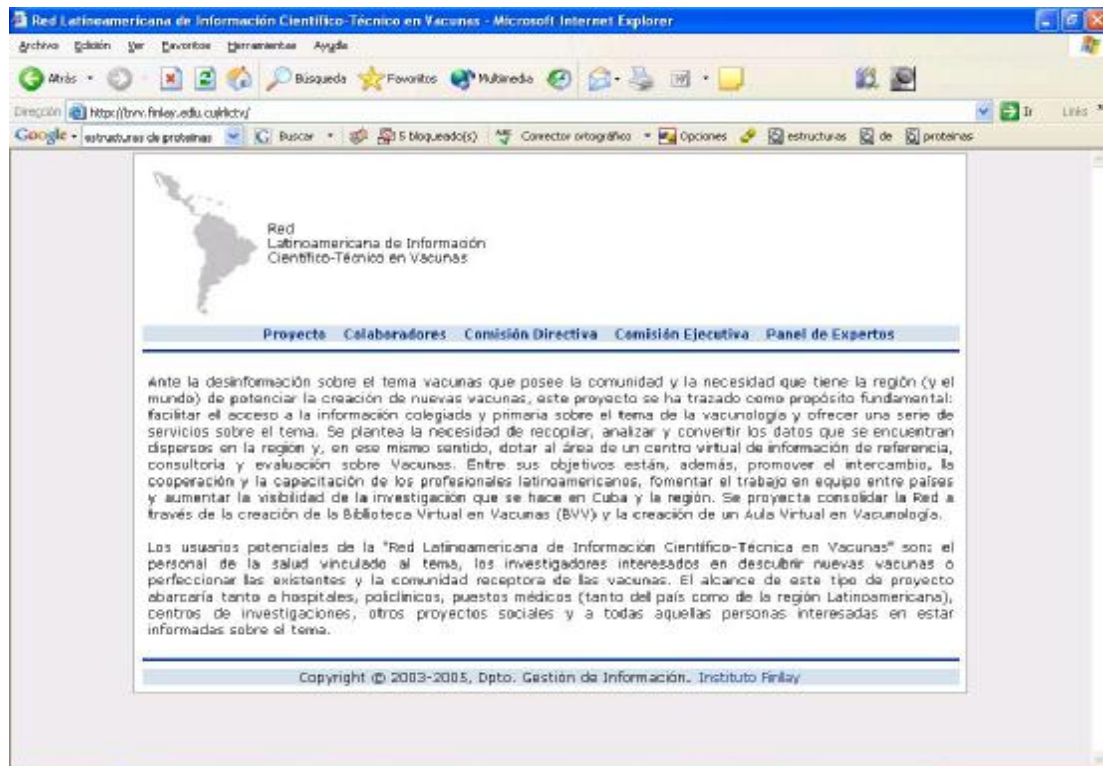 Red Latinoamericana de Información Científico-Técnico en Vacunas - Microsoft Internet Explorer
Archivo Edición Ver Favoritos Herramientas Ayuda
Atrás Búsqueda Favoritos Multimedia
Dirección Ir Links
Google estructuras de proteinas Buscar 5 bloqueado(s) Corrector ortográfico Opciones estructuras de proteinas
Red
Latinoamericana de Información
Científico-Técnico en Vacunas
Proyecto Colaboradores Comisión Directiva Comisión Ejecutiva Panel de Expertos
Ante la desinformación sobre el tema vacunas que posee la comunidad y la necesidad que tiene la región (y el
mundo) de potenciar la creación de nuevas vacunas, este proyecto se ha trazado como propósito fundamental:
facilitar el acceso a la información colegiada y primaria sobre el tema de la vacunología y ofrecer una serie de
servicios sobre el tema. Se plantea la necesidad de recopilar, analizar y convertir los datos que se encuentran
dispersos en la región y, en ese mismo sentido, dotar al área de un centro virtual de información de referencia,
consultoría y evaluación sobre Vacunas. Entre sus objetivos están, además, promover el intercambio, la
cooperación y la capacitación de los profesionales latinoamericanos, fomentar el trabajo en equipo entre países
y aumentar la visibilidad de la investigación que se hace en Cuba y la región. Se proyecta consolidar la Red a
través de la creación de la Biblioteca Virtual en Vacunas (BVV) y la creación de un Aula Virtual en Vacunología.
Los usuarios potenciales de la "Red Latinoamericana de Información Científico-Técnica en Vacunas" son: el
personal de la salud vinculado al tema, los investigadores interesados en descubrir nuevas vacunas o
perfeccionar las existentes y la comunidad receptora de las vacunas. El alcance de este tipo de proyecto
abarcaría tanto a hospitales, policlínicos, puestos médicos (tanto del país como de la región Latinoamericana),
centros de investigaciones, otros proyectos sociales y a todas aquellas personas interesadas en estar
informadas sobre el tema.
Copyright © 2003-2005, Dpto. Gestión de Información. Instituto Finlay